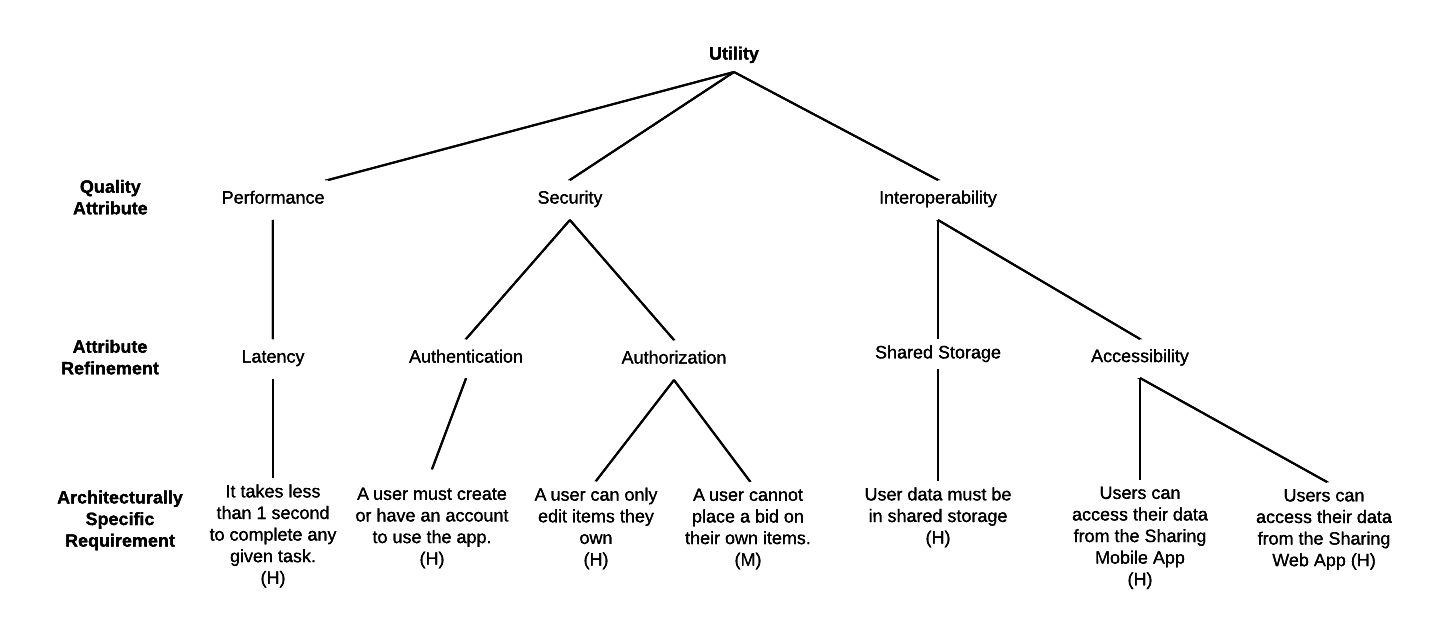 Utility
Quality
Attribute
Performance
Security
Interoperability
Attribute
Refinement
Latency
Authentication
Authorization
Shared Storage
Accessibility
Architecturally
Specific
Requirement
It takes less
than 1 second
to complete any
given task.
(H)
A user must create
or have an account
to use the app.
(H)
A user can only
edit items they
own
(H)
A user cannot
place a bid on
their own items.
(M)
User data must be
in shared storage
(H)
Users can
access their data
from the Sharing
Mobile App
(H)
Users can
access their data
from the Sharing
Web App (H)